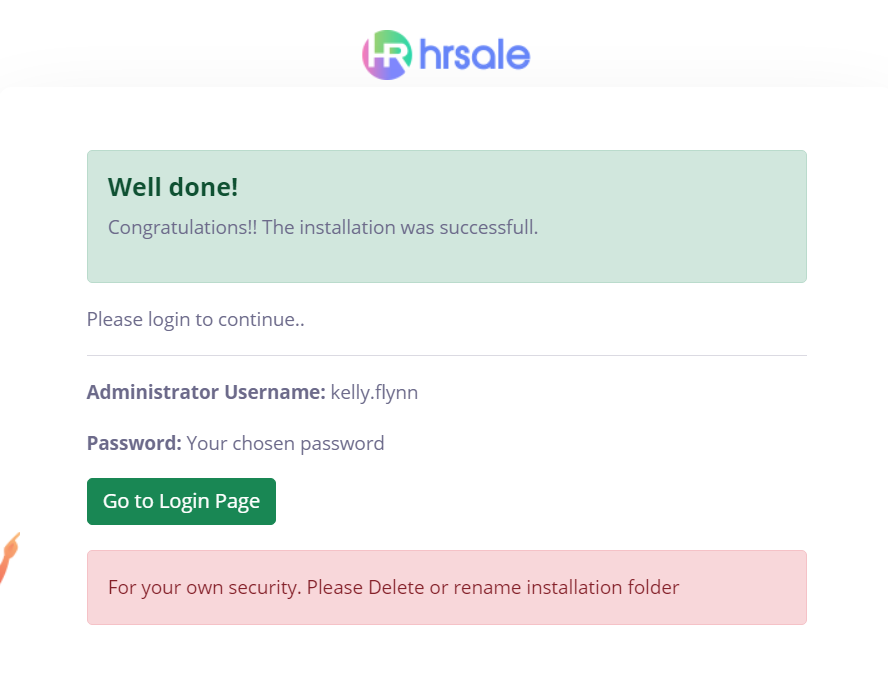 HR hrsale
Well done!
Congratulations!! The installation was successfull.
Please login to continue..
Administrator Username: kelly.flynn
Password: Your chosen password
Go to Login Page
For your own security. Please Delete or rename installation folder